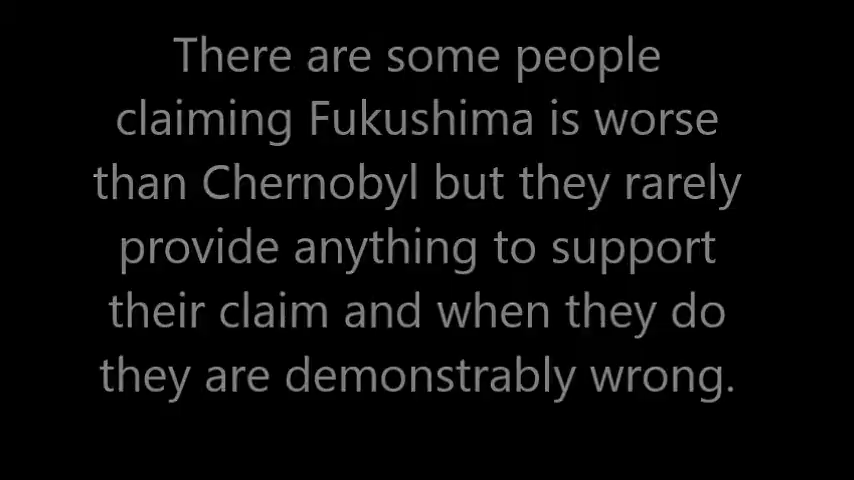 There are some people
claiming Fukushima is worse
than Chernobyl but they rarely
provide anything to support
their claim and when they do
they are demonstrably wrong.